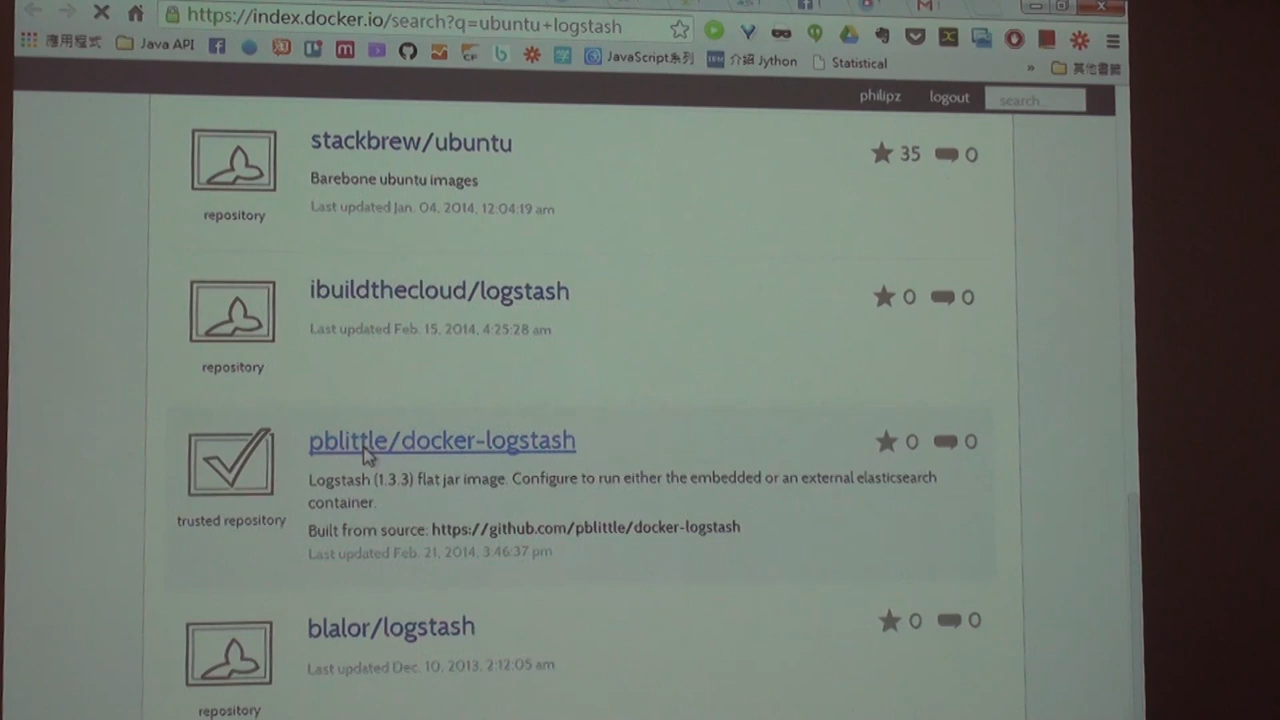 https://index.docker.io/search?q=ubuntu+logstash
應用程式
Java API
JavaScript系列
介紹 Jython
Statistical
»
其他書籤
philipz
logout
search
stackbrew/ubuntu
35
0
Barebone ubuntu images
Last updated Jan. 04, 2014, 12:04:19 am
repository
ibuildthecloud/logstash
0
0
Last updated Feb. 15, 2014, 4:25:28 am
repository
pblittle/docker-logstash
0
0
Logstash (1.3.3) flat jar image. Configure to run either the embedded or an external elasticsearch
container.
Built from source: https://github.com/pblittle/docker-logstash
trusted repository
Last updated Feb. 21, 2014, 3:46:37 pm
blalor/logstash
0
0
Last updated Dec. 10, 2013, 2:12:05 am
repository